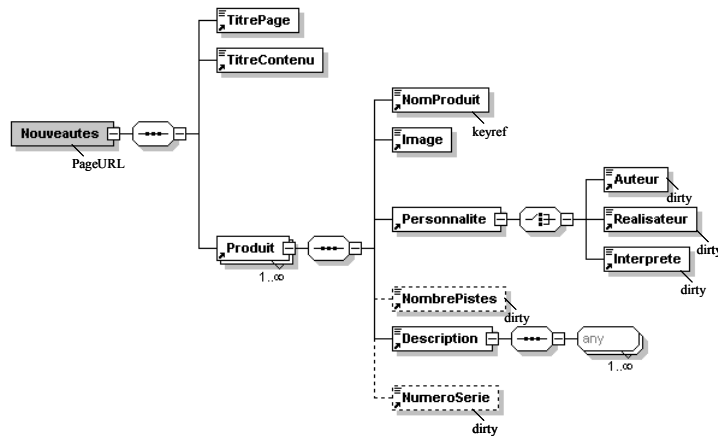 TitrePage
TitreContenu
NomProduit
keyref
Nouveautes
PageURL
Image
Auteur
dirty
Personnalite
Realisateur
dirty
Produit
1..∞
Interprete
dirty
NombrePistes
dirty
Description
any
1..∞
NumeroSerie
dirty